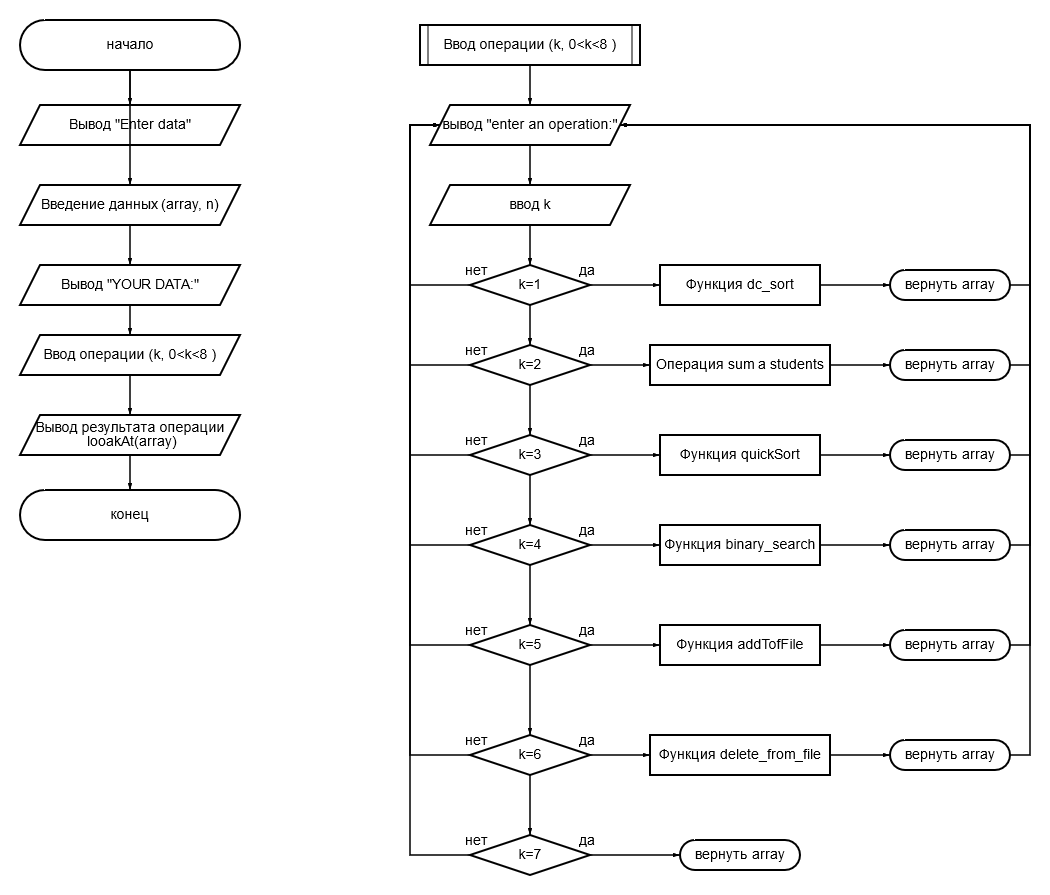 начало
Вывод "Enter data"
Введение данных (array, n)
Вывод "YOUR DATA:"
Ввод операции (k, 0<k<8 )
Вывод результата операции
looakAt(array)
конец
Ввод операции (k, 0<k<8 )
вывод "enter an operation:"
ввод k
нет k=1 да Функция dc_sort вернуть array
нет k=2 да Операция sum a students вернуть array
нет k=3 да Функция quickSort вернуть array
нет k=4 да Функция binary_search вернуть array
нет k=5 да Функция addTofFile вернуть array
нет k=6 да Функция delete_from_file вернуть array
нет k=7 да вернуть array